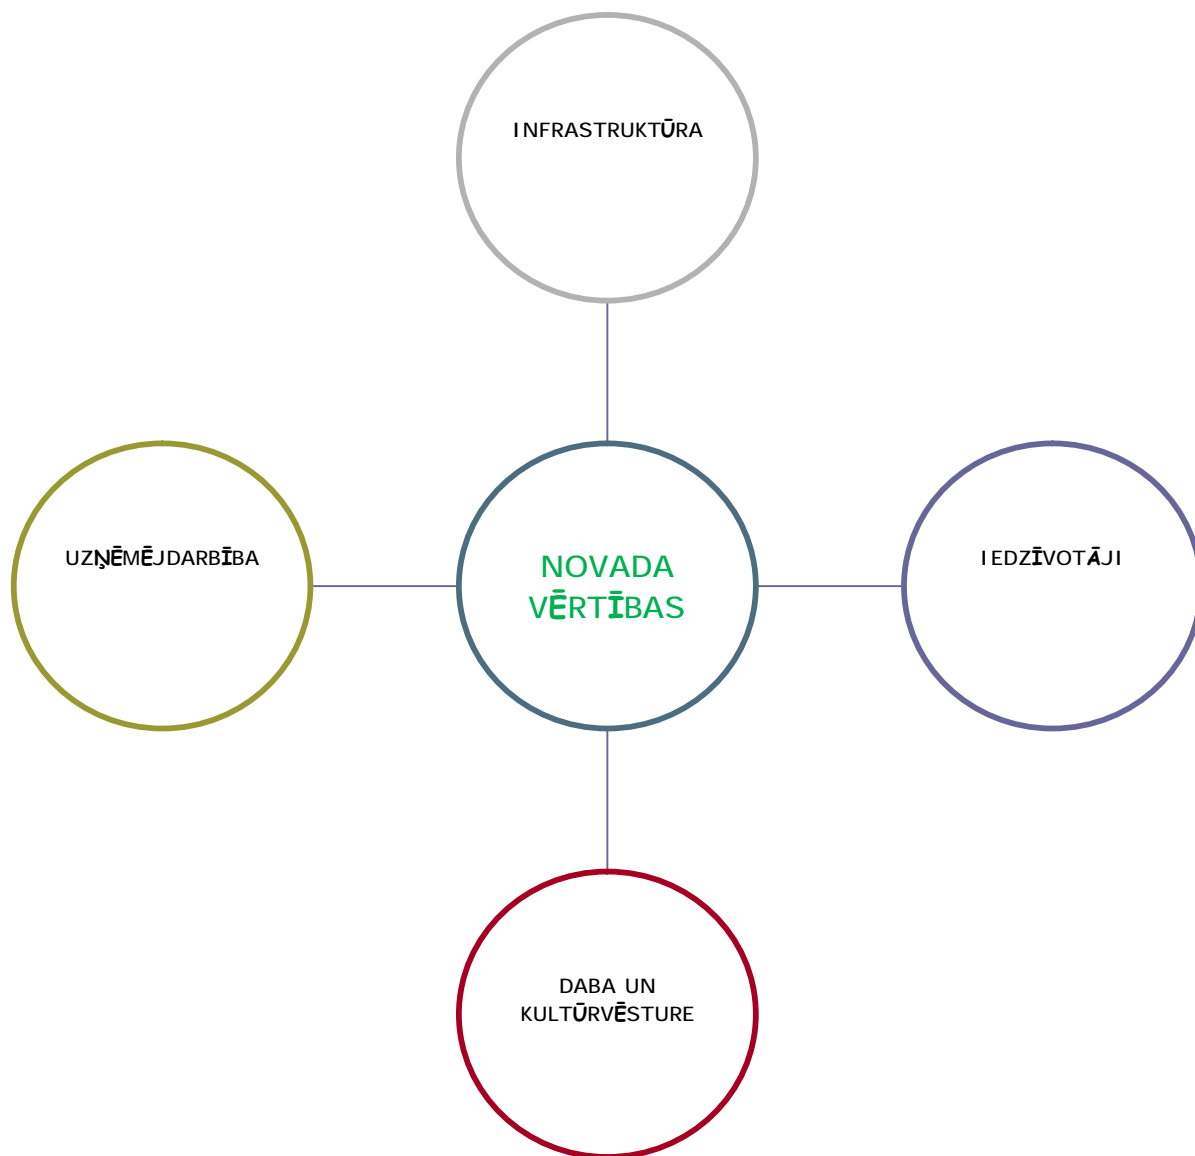 INFRASTRUKTŪRA
UZŅĒMĒJDARBĪBA
NOVADA
VĒRTĪBAS
IEDZĪVOTĀJI
DABA UN
KULTŪRVĒSTURE